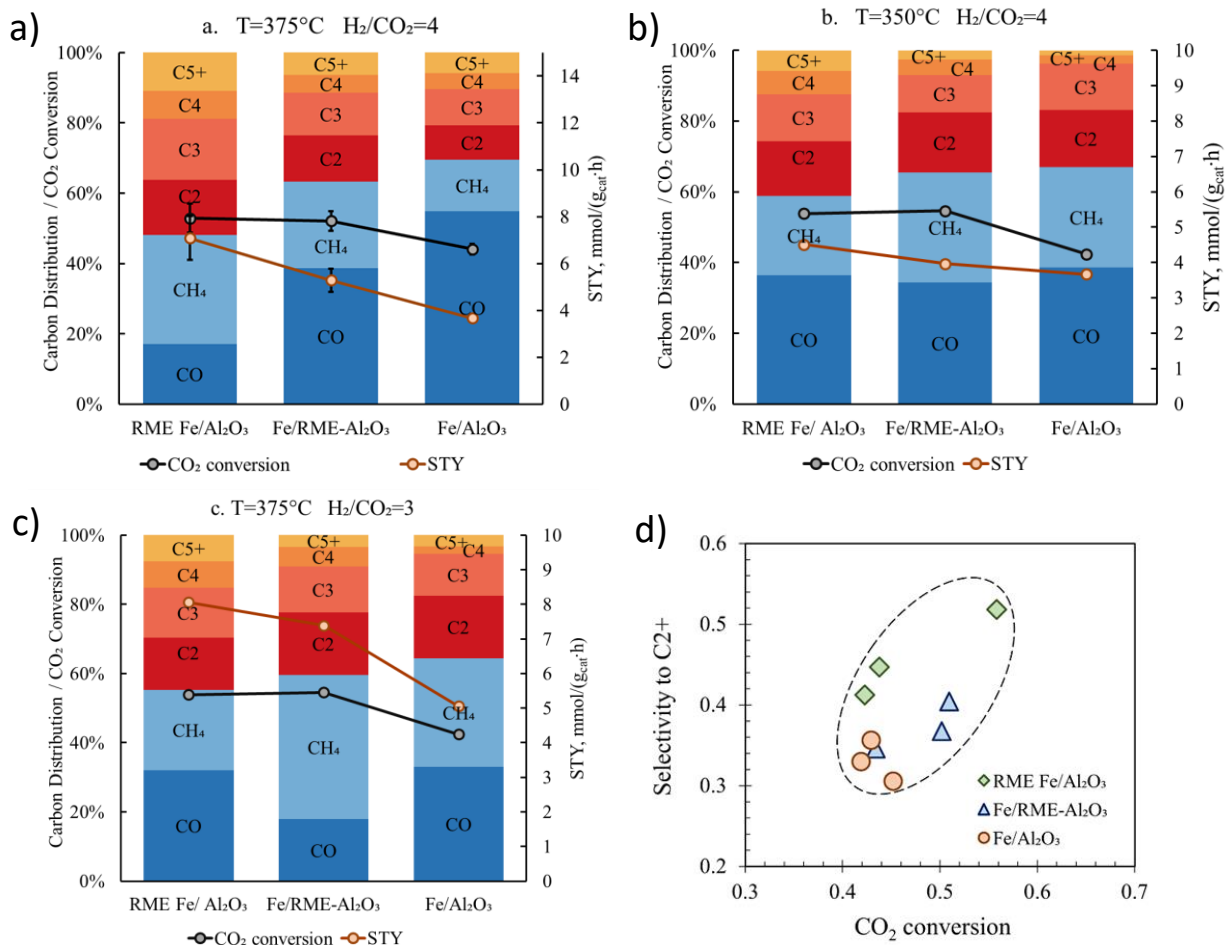 a)
a. T=375°C H₂/CO₂=4
Carbon Distribution / CO₂ Conversion
100%
80%
60%
40%
20%
0%
C5+
C4
C3
C2
CH₄
CO
C5+
C4
C3
C2
CH₄
CO
C5+
C4
C3
C2
CO
14
12
10
8
6
4
2
0
STY, mmol/(g_cat·h)
RME Fe/Al₂O₃
Fe/RME-Al₂O₃
Fe/Al₂O₃
CO₂ conversion
STY
b)
b. T=350°C H₂/CO₂=4
Carbon Distribution / CO₂ Conversion
100%
80%
60%
40%
20%
0%
C5+
C4
C3
C2
CH₄
CO
C5+
C4
C3
C2
CH₄
CO
C5+
C4
C3
C2
CH₄
CO
10
9
8
7
6
5
4
3
2
1
0
STY, mmol/(g_cat·h)
RME Fe/ Al₂O₃
Fe/RME-Al₂O₃
Fe/Al₂O₃
CO₂ conversion
STY
c)
c. T=375°C H₂/CO₂=3
Carbon Distribution / CO₂ Conversion
100%
80%
60%
40%
20%
0%
C5+
C4
C3
C2
CH₄
CO
C5+
C4
C3
C2
CH₄
CO
C5+
C4
C3
C2
CH₄
CO
10
9
8
7
6
5
4
3
2
1
0
STY, mmol/(g_cat·h)
RME Fe/ Al₂O₃
Fe/RME-Al₂O₃
Fe/Al₂O₃
CO₂ conversion
STY
d)
Selectivity to C2+
0.6
0.5
0.4
0.3
0.2
RME Fe/Al₂O₃
Fe/RME-Al₂O₃
Fe/Al₂O₃
0.3
0.4
0.5
0.6
0.7
CO₂ conversion